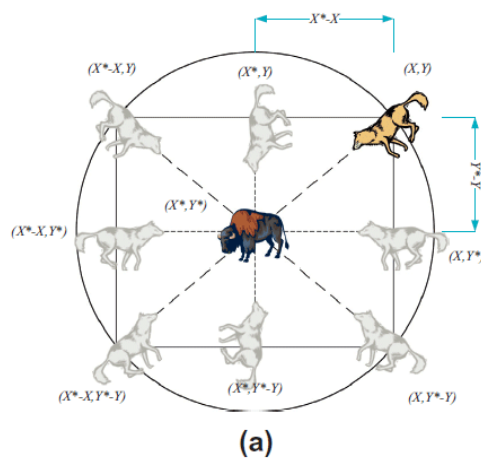 X*-X
(X*-X,Y)
(X*,Y)
(X,Y)
Y*-Y
(X*,Y*)
(X*-X,Y*)
(X,Y*)
(X*-X,Y*-Y)
(X*,Y*-Y)
(X,Y*-Y)
(a)